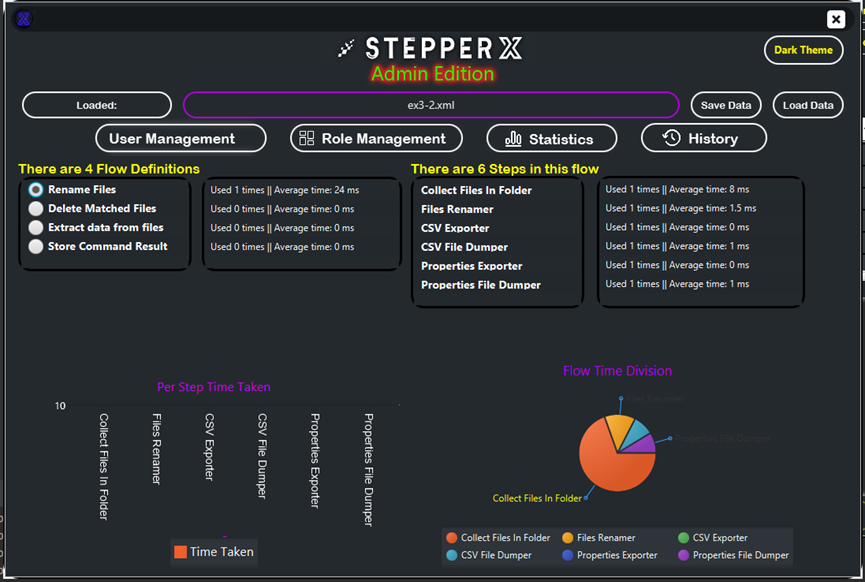 STEPPER X
Admin Edition
Dark Theme
Loaded:
ex3-2.xml
Save Data
Load Data
User Management
Role Management
Statistics
History
There are 4 Flow Definitions
Rename Files
Delete Matched Files
Extract data from files
Store Command Result
Used 1 times || Average time: 24 ms
Used 0 times || Average time: 0 ms
Used 0 times || Average time: 0 ms
Used 0 times || Average time: 0 ms
There are 6 Steps in this flow
Collect Files In Folder
Files Renamer
CSV Exporter
CSV File Dumper
Properties Exporter
Properties File Dumper
Used 1 times || Average time: 8 ms
Used 1 times || Average time: 1.5 ms
Used 1 times || Average time: 0 ms
Used 1 times || Average time: 1 ms
Used 1 times || Average time: 0 ms
Used 1 times || Average time: 1 ms
Per Step Time Taken
10
Collect Files In Folder
Files Renamer
CSV Exporter
CSV File Dumper
Properties Exporter
Properties File Dumper
Time Taken
Flow Time Division
Files Renamer
Properties File Dumper
Collect Files In Folder
Collect Files In Folder
Files Renamer
CSV Exporter
CSV File Dumper
Properties Exporter
Properties File Dumper